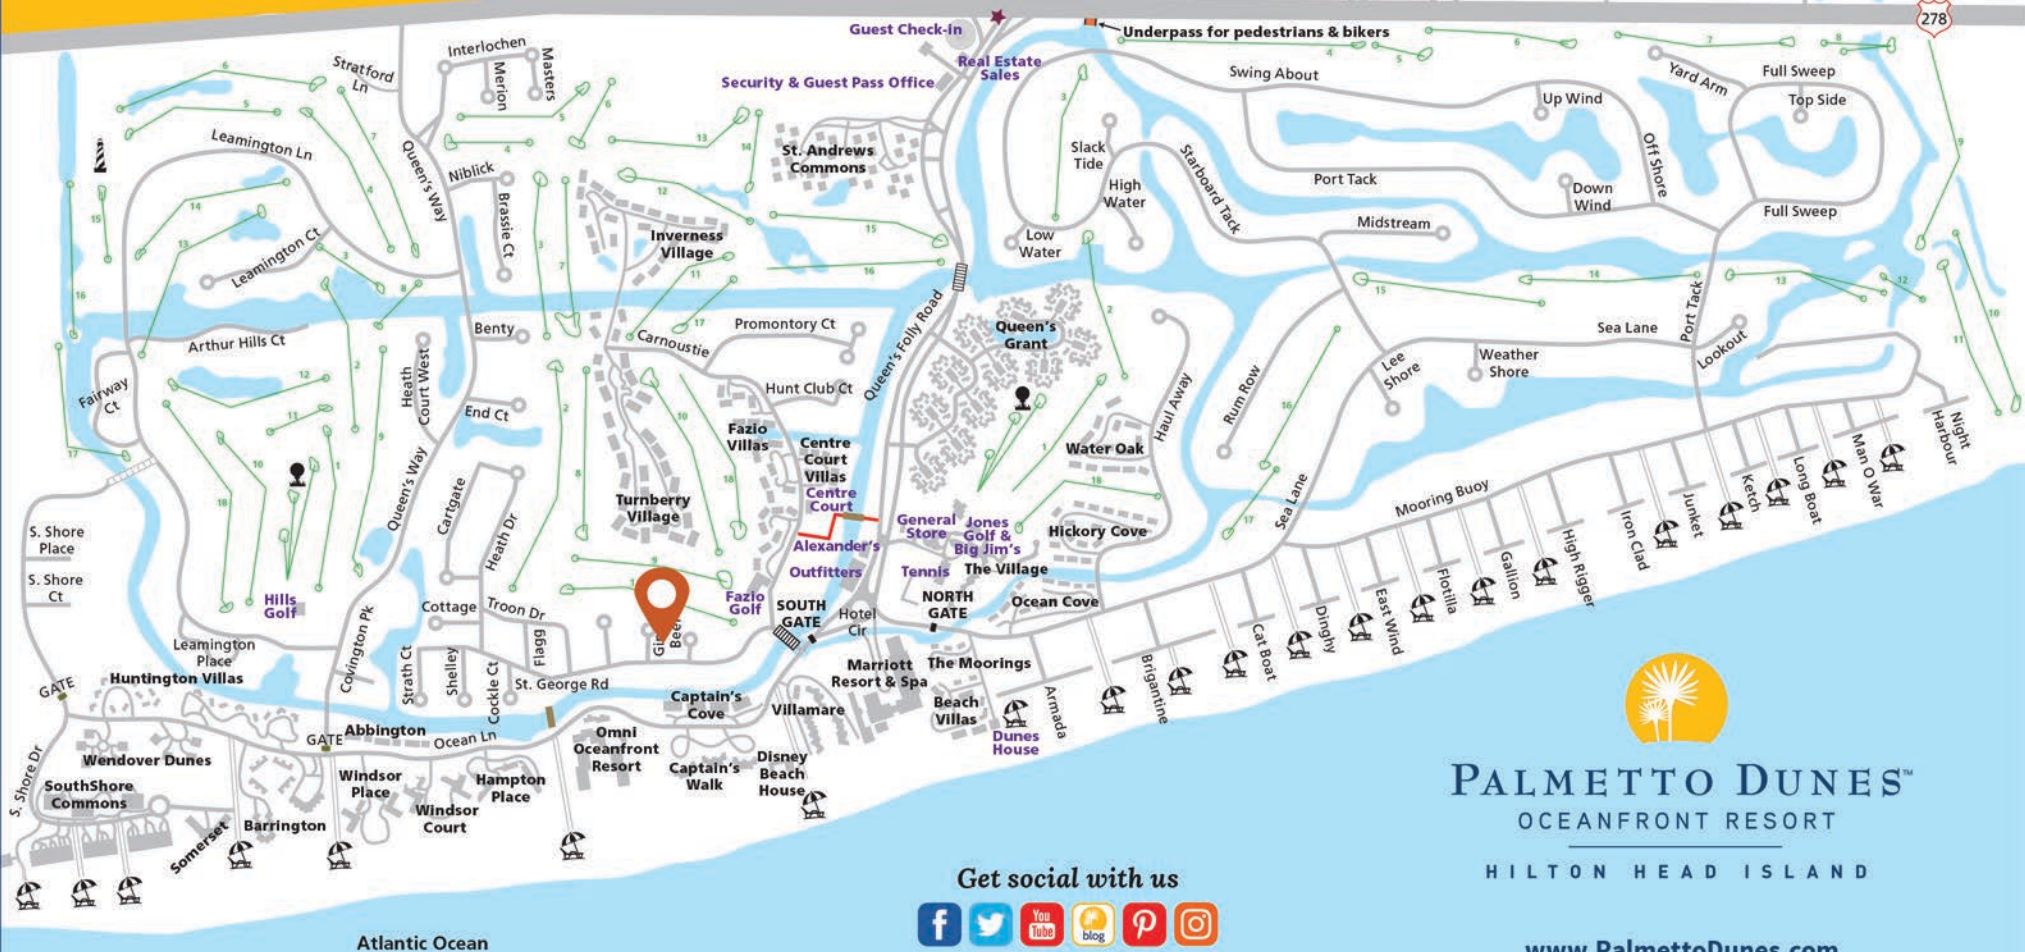 278
Guest Check-in
Underpass for pedestrians & bikers
Real Estate
Sales
Security & Guest Pass Office
Stratford
Ln
Interlochen
Merion
Masters
Swing About
Yard Arm
Full Sweep
Top Side
Up Wind
Off Shore
Leamington Ln
Queen's Way
Niblick
Brassie Ct
St. Andrews
Commons
Slack
Tide
High
Water
Low
Water
Starboard Tack
Port Tack
Down
Wind
Midstream
Full Sweep
Leamington Ct
Inverness
Village
Arthur Hills Ct
Benty
Carnoustie
Promontory Ct
Queen's Folly Road
Queen's
Grant
Sea Lane
Port Tack
Lookout
Weather
Shore
Lee
Shore
Rum Row
Haul Away
Fairway
Ct
Heath
Court West
End Ct
Hunt Club Ct
Fazio
Villas
Centre
Court
Villas
Centre
Court
Water Oak
Night
Harbour
Man O War
Long Boat
Ketch
Junket
Iron Clad
High Rigger
Mooring Buoy
Sea Lane
Queen's Way
Cartgate
Heath Dr
Turnberry
Village
Alexander's
Outfitters
General
Store
Jones
Golf &
Big Jim's
Hickory Cove
Tennis
The Village
Ocean Cove
S. Shore
Place
S. Shore
Ct
Hills
Golf
Cottage
Troon Dr
Flagg
Fazio
Golf
SOUTH
GATE
Hotel
Cir
NORTH
GATE
Gallion
Flotilla
East Wind
Dinghy
Cat Boat
Brigantine
Armada
Leamington
Place
Covington Pk
Strath Ct
Shelley
Cockle Ct
St. George Rd
GATE
Huntington Villas
Captain's
Cove
Villamare
Marriott
Resort & Spa
The Moorings
Beach
Villas
Dunes
House
GATE
Abbington
Ocean Ln
Omni
Oceanfront
Resort
Captain's
Walk
Disney
Beach
House
S. Shore Dr
Wendover Dunes
SouthShore
Commons
Windsor
Place
Hampton
Place
Windsor
Court
Barrington
Somerset
Atlantic Ocean
Get social with us
You
Tube
blog
PALMETTO DUNES™
OCEANFRONT RESORT
HILTON HEAD ISLAND
www.PalmettoDunes.com